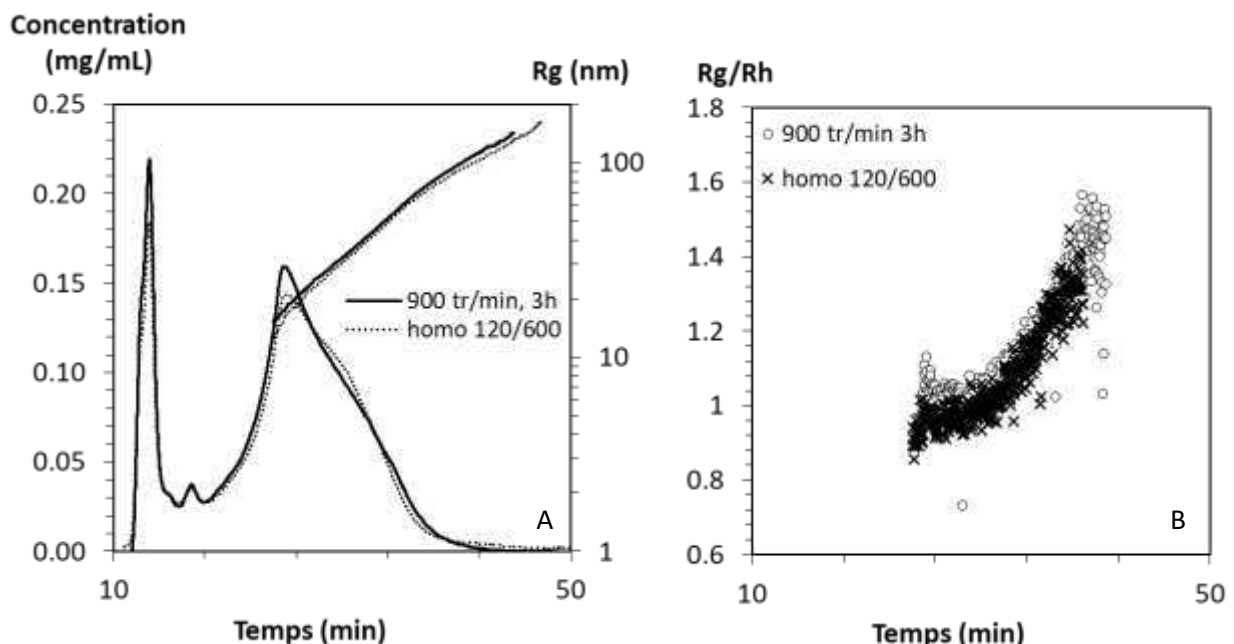 Concentration
(mg/mL)
Rg (nm)
0.25
0.20
0.15
0.10
0.05
0.00
100
10
1
900 tr/min, 3h
homo 120/600
A
10
50
Temps (min)
Rg/Rh
1.8
1.6
1.4
1.2
1
0.8
0.6
900 tr/min 3h
homo 120/600
B
10
50
Temps (min)